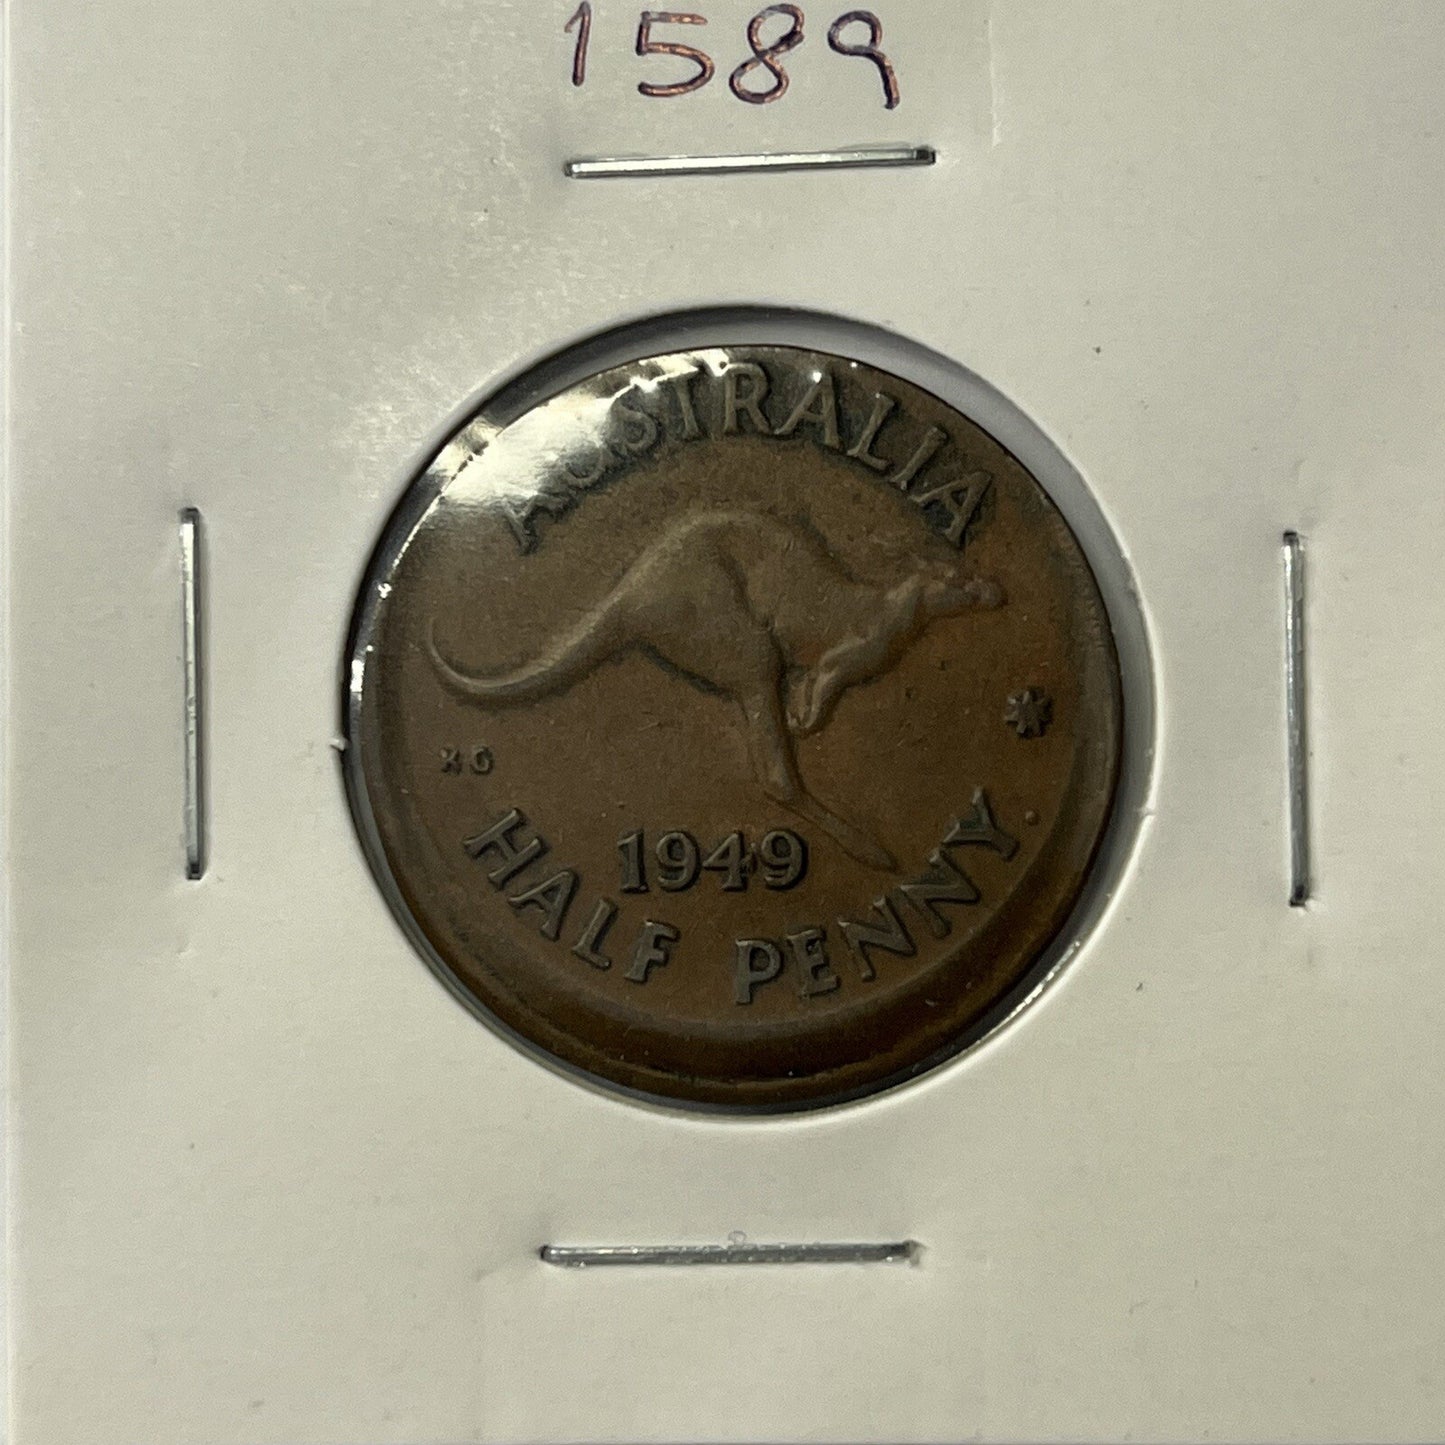 1589
AUSTRALIA
KG
1949
HALF PENNY.